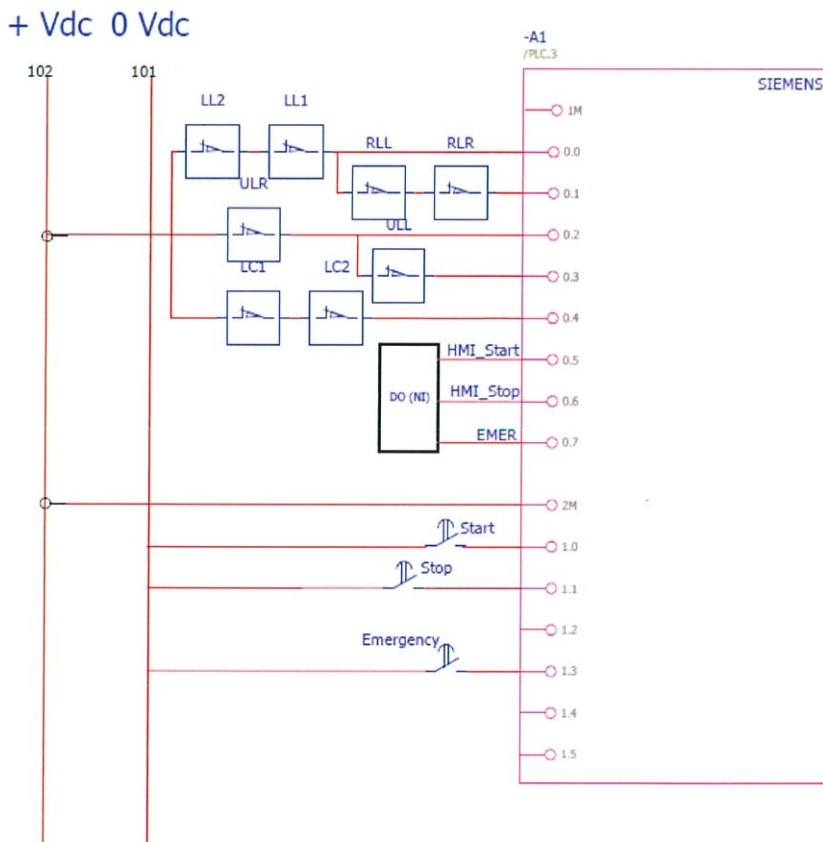 + Vdc 0 Vdc
102
101
-A1
/PLC.3
SIEMENS
LL2
LL1
RLL
RLR
ULR
ULL
LC1
LC2
1M
0.0
0.1
0.2
0.3
0.4
HMI_Start
0.5
DO (NI)
HMI_Stop
0.6
EMER
0.7
2M
Start
1.0
Stop
1.1
1.2
Emergency
1.3
1.4
1.5